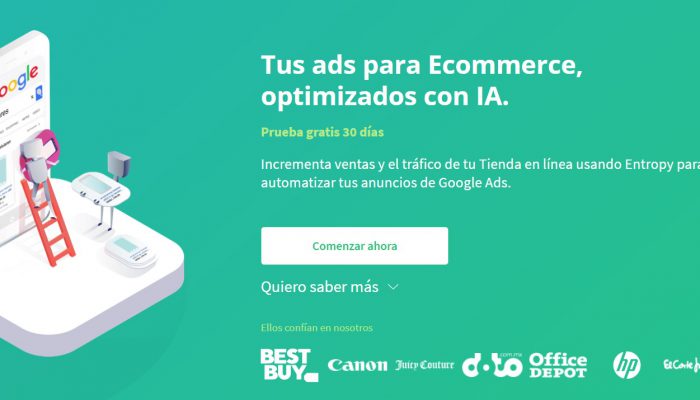 Google
Tus ads para Ecommerce,
optimizados con IA.
Prueba gratis 30 días
Incrementa ventas y el tráfico de tu Tienda en línea usando Entropy para
automatizar tus anuncios de Google Ads.
Comenzar ahora
Quiero saber más
Ellos confían en nosotros
BEST BUY Canon Juicy Couture doto.com.mx Office DEPOT hp El Corte